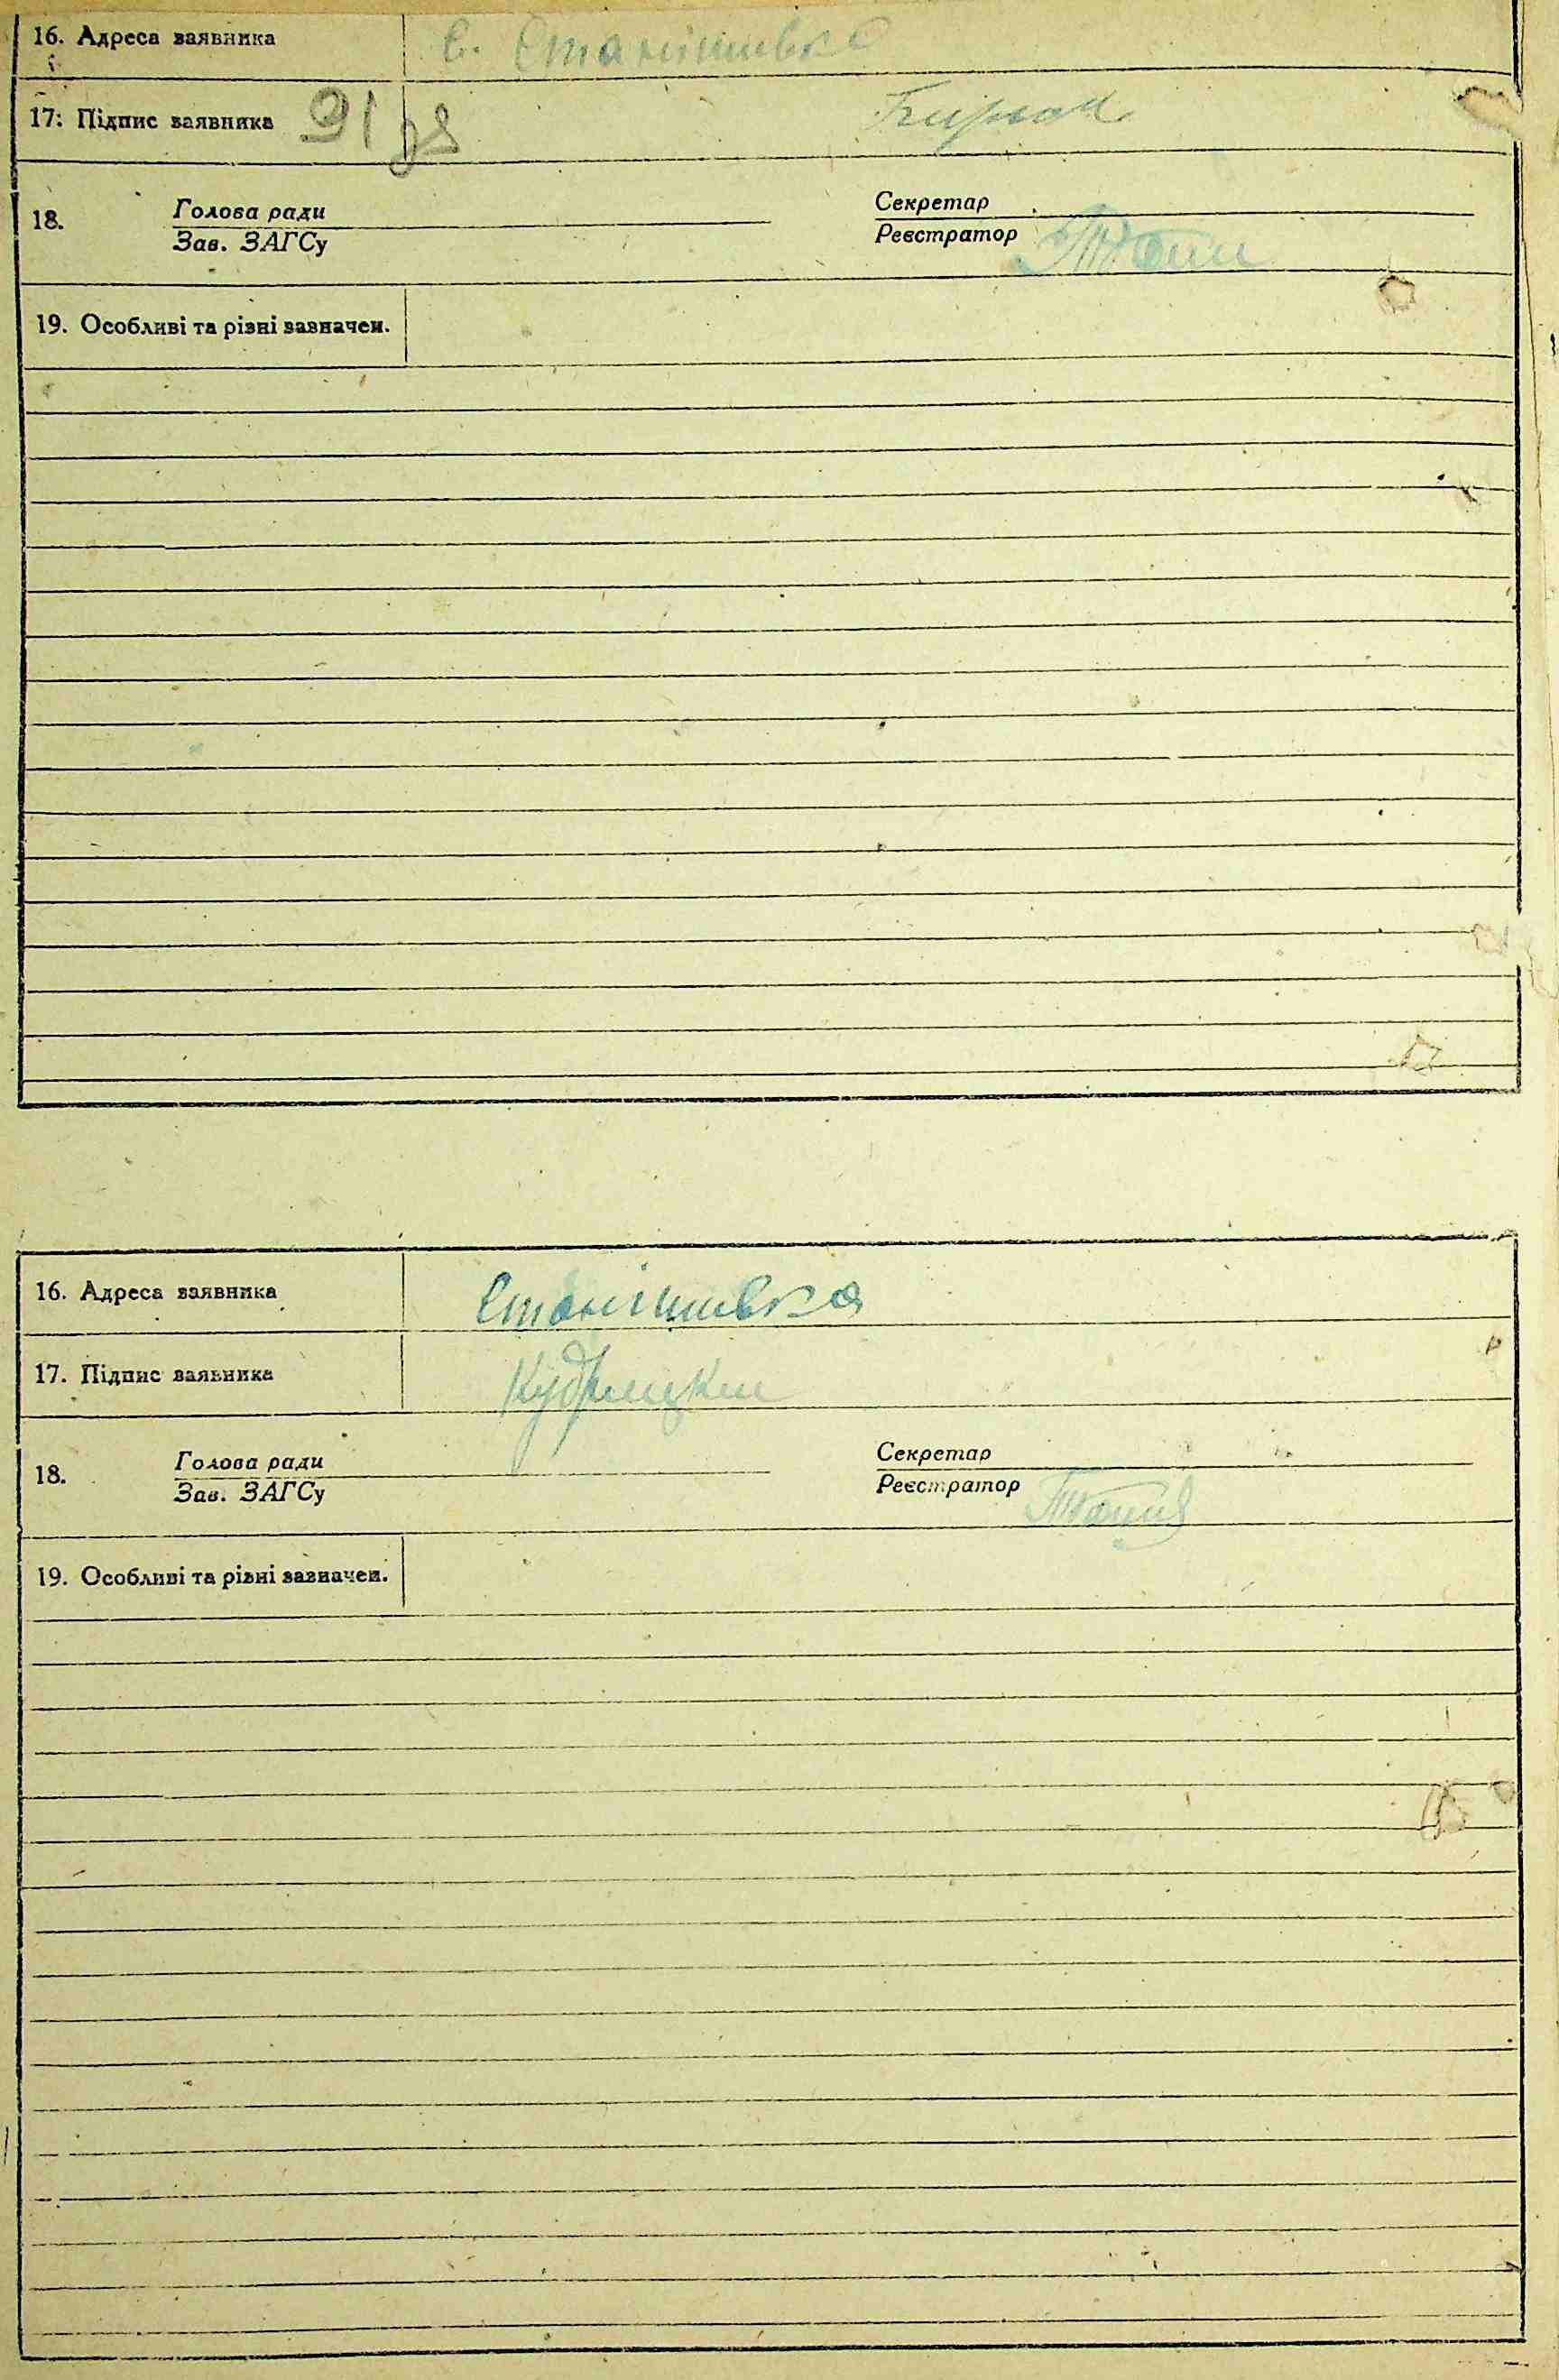 16. Адреса заявника с. Станішівка
17. Підпис заявника 91
18. Голова ради Секретар
Зав. ЗАГСу Реєстратор
19. Особливі та різні зазначен.
16. Адреса заявника Станішівка
17. Підпис заявника Кудрицкий
18. Голова ради Секретар
Зав. ЗАГСу Реєстратор
19. Особливі та різні зазначен.